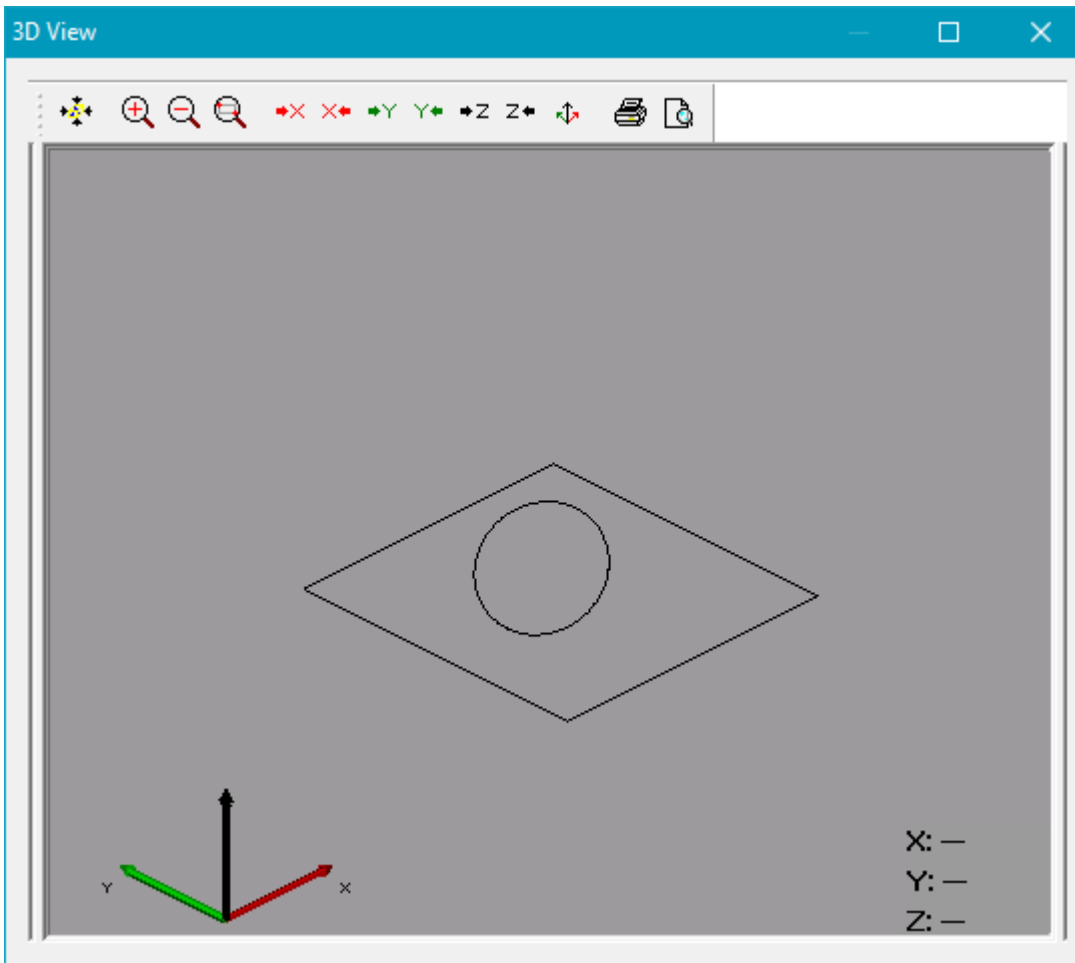 3D View
X X Y Y Z Z
Y X
X: —
Y: —
Z: —